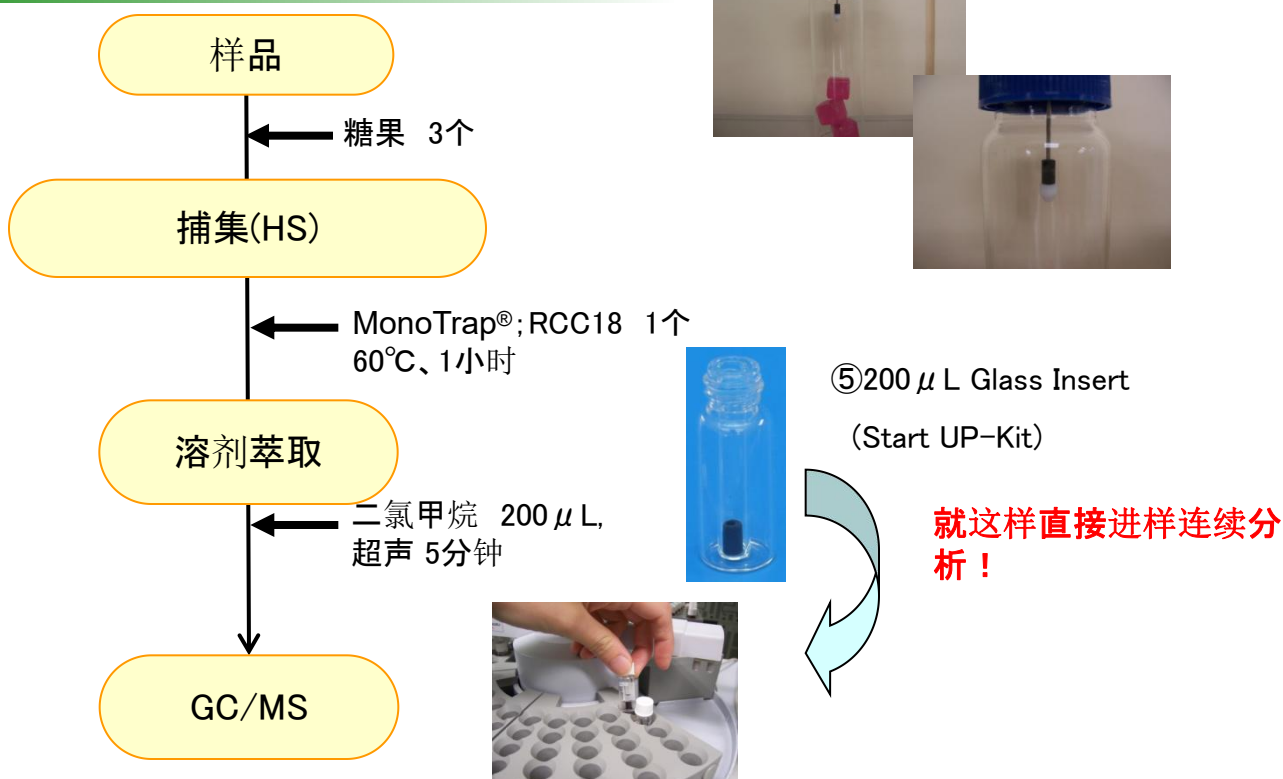 样品
糖果 3个
捕集(HS)
MonoTrap®;RCC18 1个
60℃、1小时
溶剂萃取
二氯甲烷 200μL,
超声 5分钟
GC/MS
⑤200μL Glass Insert
(Start UP-Kit)
就这样直接进样连续分
析！